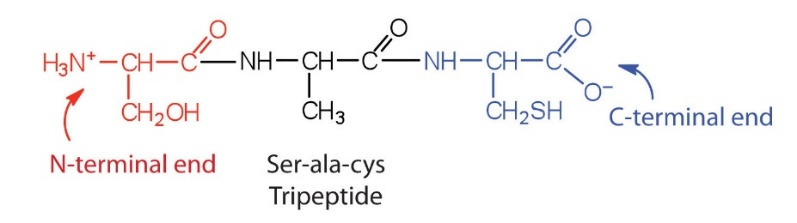 O O O
H₃N⁺—CH—C—NH—CH—C—NH—CH—C
O⁻
CH₂OH CH₃ CH₂SH
C-terminal end
N-terminal end Ser-ala-cys
Tripeptide